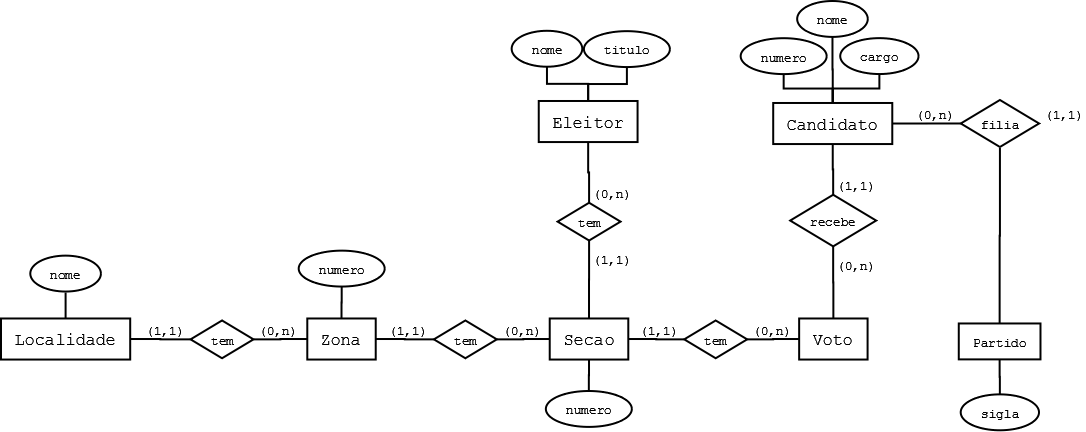 nome
nome
titulo
numero
cargo
Eleitor
Candidato
(0,n)
filia
(1,1)
(0,n)
tem
(1,1)
(1,1)
recebe
(0,n)
nome
numero
Localidade
(1,1)
tem
(0,n)
Zona
(1,1)
tem
(0,n)
Secao
(1,1)
tem
(0,n)
Voto
Partido
numero
sigla